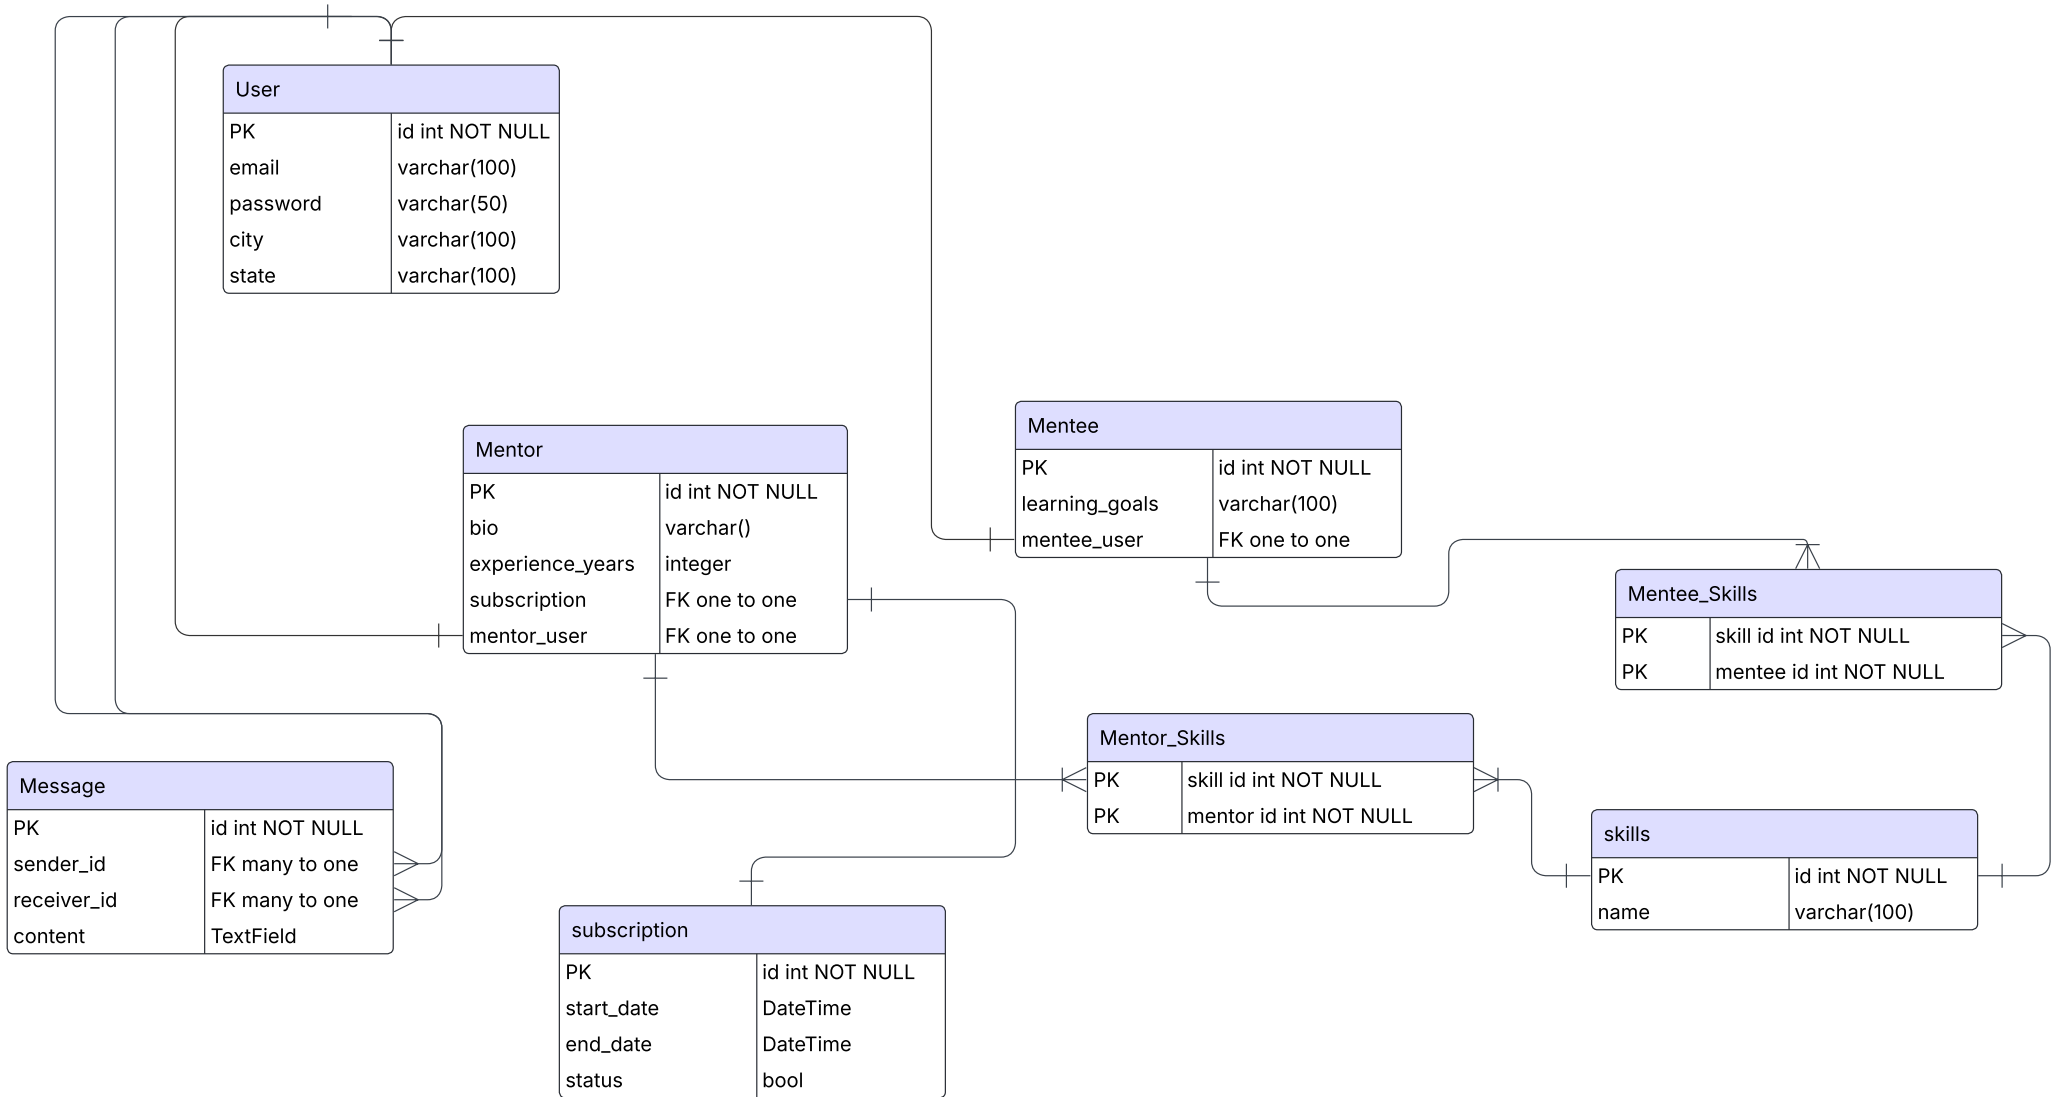 User
PK id int NOT NULL
email varchar(100)
password varchar(50)
city varchar(100)
state varchar(100)
Mentor
PK id int NOT NULL
bio varchar()
experience_years integer
subscription FK one to one
mentor_user FK one to one
Mentee
PK id int NOT NULL
learning_goals varchar(100)
mentee_user FK one to one
Mentee_Skills
PK skill id int NOT NULL
PK mentee id int NOT NULL
Message
PK id int NOT NULL
sender_id FK many to one
receiver_id FK many to one
content TextField
Mentor_Skills
PK skill id int NOT NULL
PK mentor id int NOT NULL
skills
PK id int NOT NULL
name varchar(100)
subscription
PK id int NOT NULL
start_date DateTime
end_date DateTime
status bool